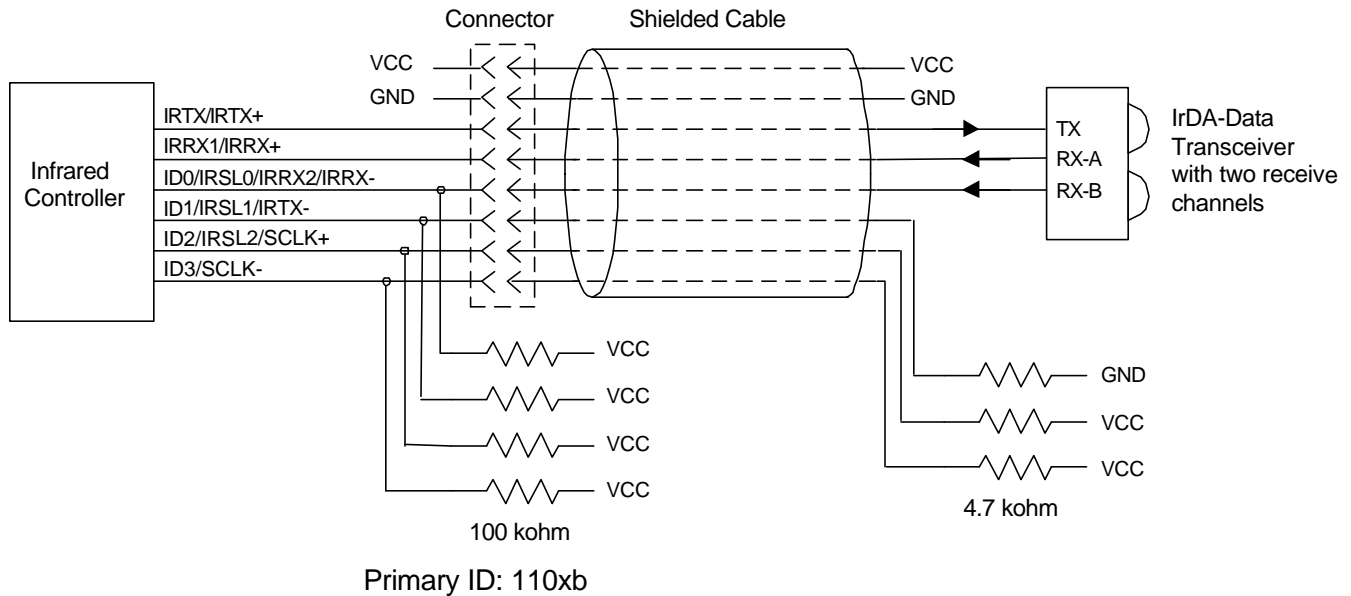 Connector
Shielded Cable
VCC
VCC
GND
GND
IRTX/IRTX+
IRRX1/IRRX+
ID0/IRSL0/IRRX2/IRRX-
ID1/IRSL1/IRTX-
ID2/IRSL2/SCLK+
ID3/SCLK-
Infrared
Controller
TX
RX-A
RX-B
IrDA-Data
Transceiver
with two receive
channels
VCC
VCC
VCC
VCC
100 kohm
GND
VCC
VCC
4.7 kohm
Primary ID: 110xb